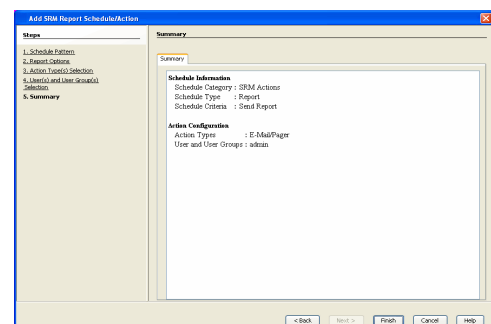 Add SRM Report Schedule/Action
Steps
1. Schedule Pattern
2. Report Options
3. Action Type(s) Selection
4. User(s) and User Group(s)
Selection
5. Summary
Summary
Summary
Schedule Information
Schedule Category : SRM Actions
Schedule Type : Report
Schedule Criteria : Send Report
Action Configuration
Action Types : E-Mail/Pager
User and User Groups : admin
< Back
Next >
Finish
Cancel
Help